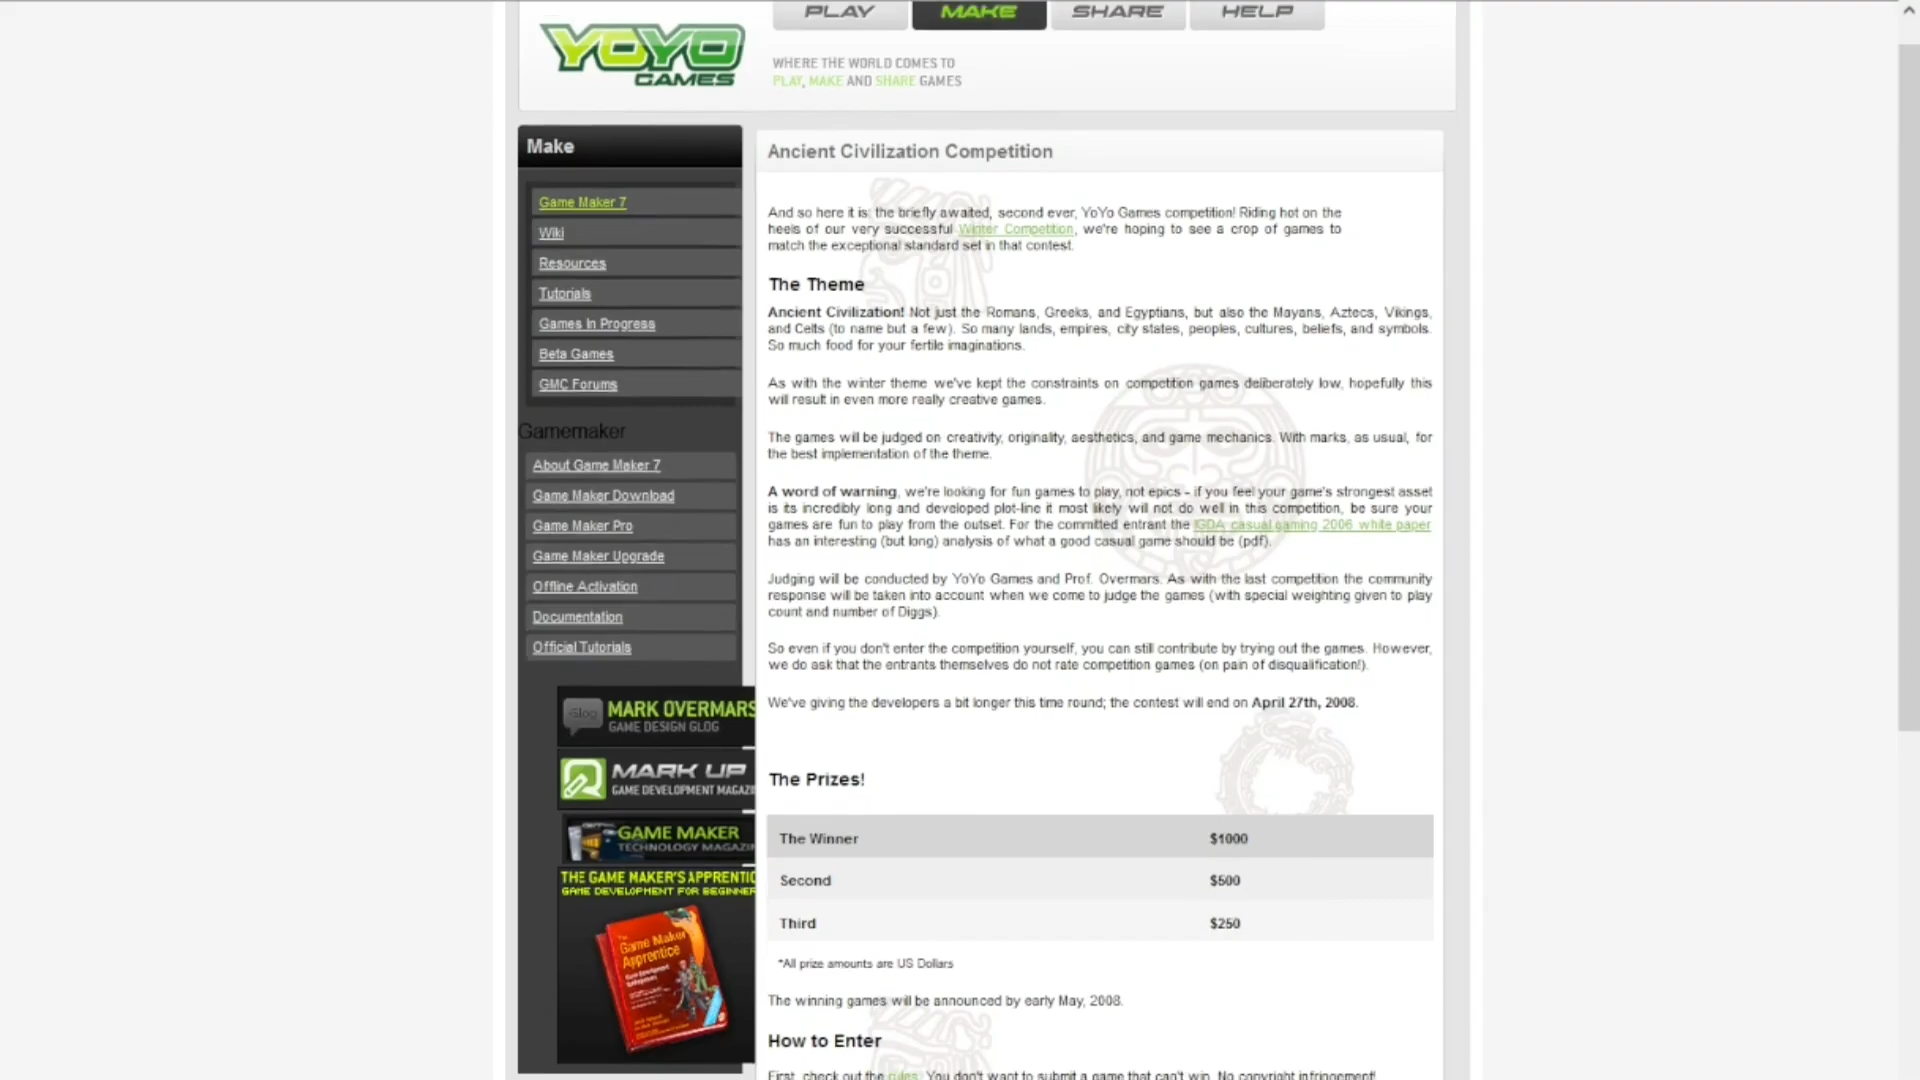 PLAY MAKE SHARE HELP
YOYO GAMES
WHERE THE WORLD COMES TO
PLAY, MAKE AND SHARE GAMES
Make
Game Maker 7
Wiki
Resources
Tutorials
Games In Progress
Beta Games
GMC Forums
Gamemaker
About Game Maker 7
Game Maker Download
Game Maker Pro
Game Maker Upgrade
Offline Activation
Documentation
Official Tutorials
Glog
MARK OVERMARS
GAME DESIGN GLOG
MARK UP
GAME DEVELOPMENT MAGAZI
GAME MAKER
TECHNOLOGY MAGAZI
THE GAME MAKER'S APPRENTIC
GAME DEVELOPMENT FOR BEGINNER
The
Game Maker
Apprentice
Ancient Civilization Competition
And so here it is: the briefly awaited, second ever, YoYo Games competition! Riding hot on the
heels of our very successful Winter Competition, we're hoping to see a crop of games to
match the exceptional standard set in that contest.
The Theme
Ancient Civilization! Not just the Romans, Greeks, and Egyptians, but also the Mayans, Aztecs, Vikings,
and Celts (to name but a few). So many lands, empires, city states, peoples, cultures, beliefs, and symbols.
So much food for your fertile imaginations.
As with the winter theme we've kept the constraints on competition games deliberately low, hopefully this
will result in even more really creative games.
The games will be judged on creativity, originality, aesthetics, and game mechanics. With marks, as usual, for
the best implementation of the theme.
A word of warning, we're looking for fun games to play, not epics - if you feel your game's strongest asset
is its incredibly long and developed plot-line it most likely will not do well in this competition, be sure your
games are fun to play from the outset. For the committed entrant the IGDA casual gaming 2006 white paper
has an interesting (but long) analysis of what a good casual game should be (pdf).
Judging will be conducted by YoYo Games and Prof. Overmars. As with the last competition the community
response will be taken into account when we come to judge the games (with special weighting given to play
count and number of Diggs).
So even if you don't enter the competition yourself, you can still contribute by trying out the games. However,
we do ask that the entrants themselves do not rate competition games (on pain of disqualification!).
We've giving the developers a bit longer this time round; the contest will end on April 27th, 2008.
The Prizes!
The Winner $1000
Second $500
Third $250
*All prize amounts are US Dollars
The winning games will be announced by early May, 2008.
How to Enter
First, check out the rules. You don't want to submit a game that can't win. No copyright infringement!